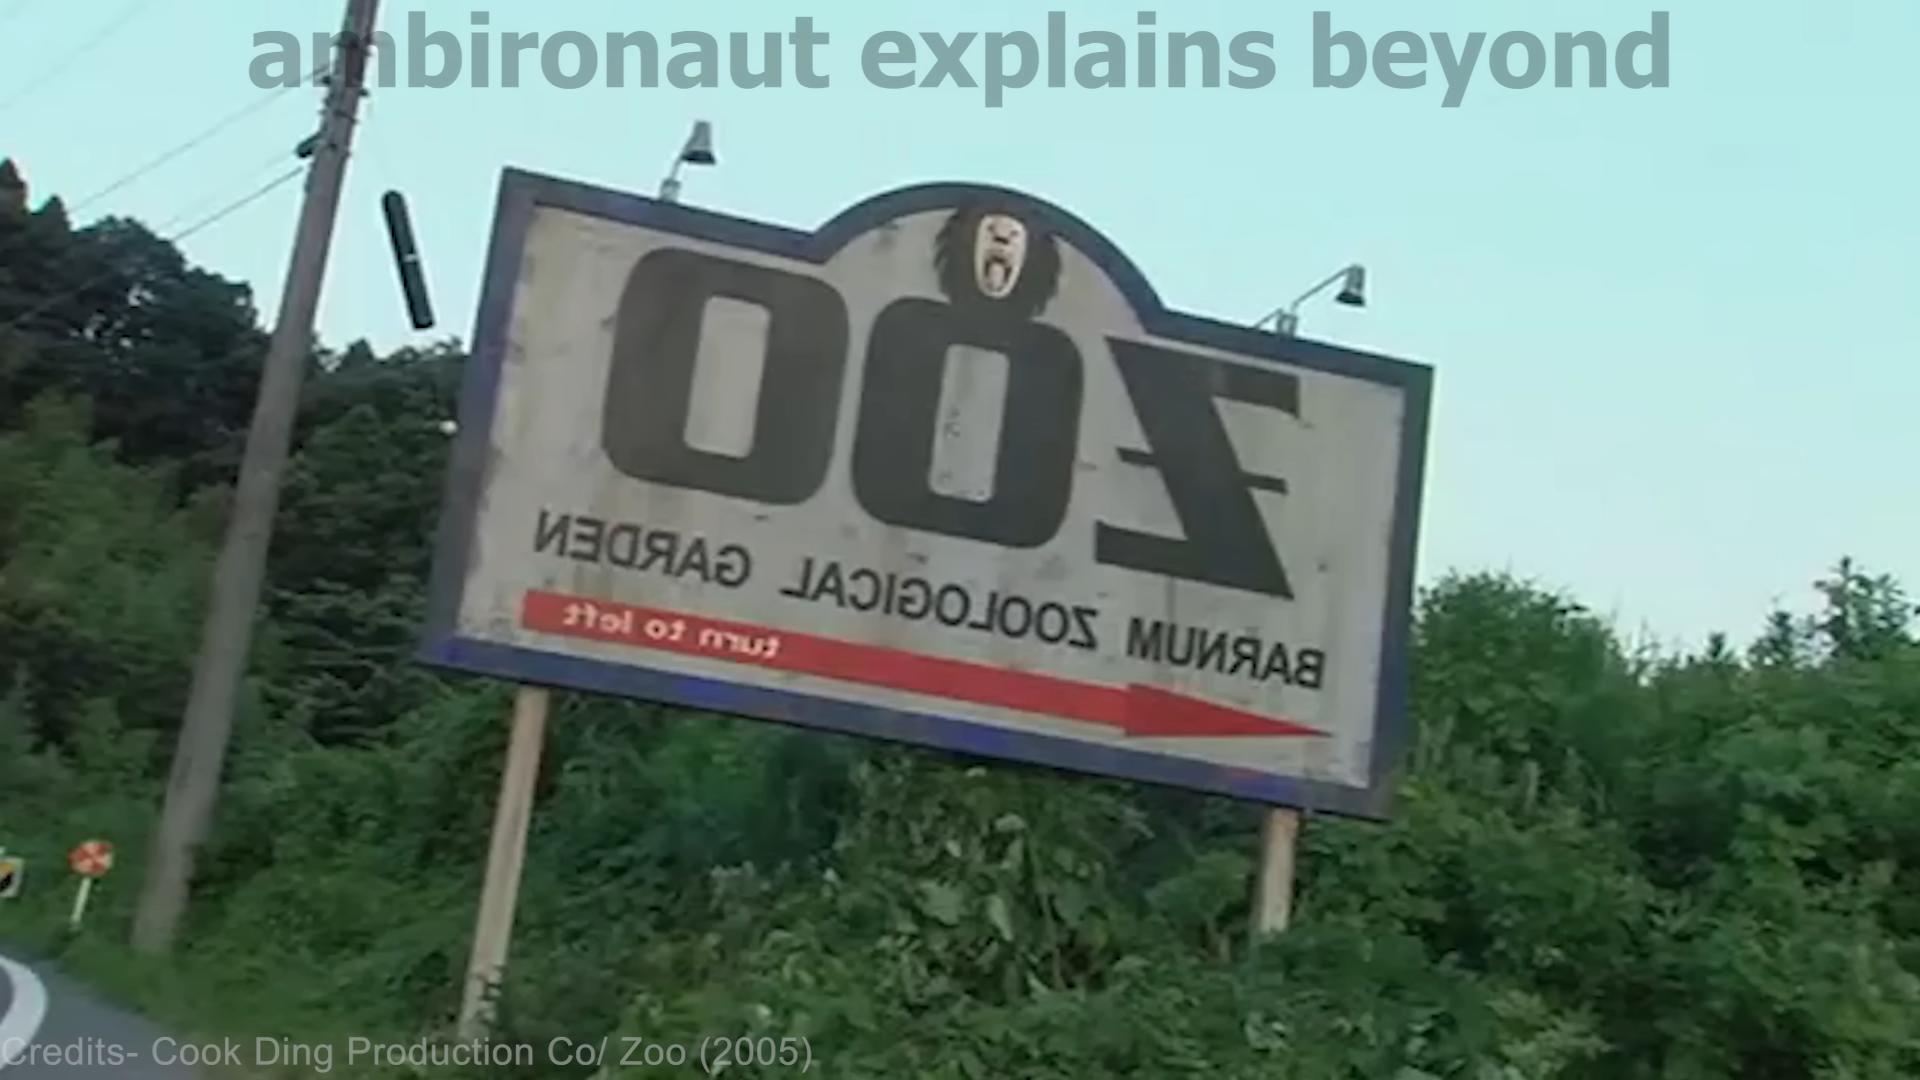 ambironaut explains beyond
ZOO
BARNUM ZOOLOGICAL GARDEN
turn to left
Credits- Cook Ding Production Co/ Zoo (2005)